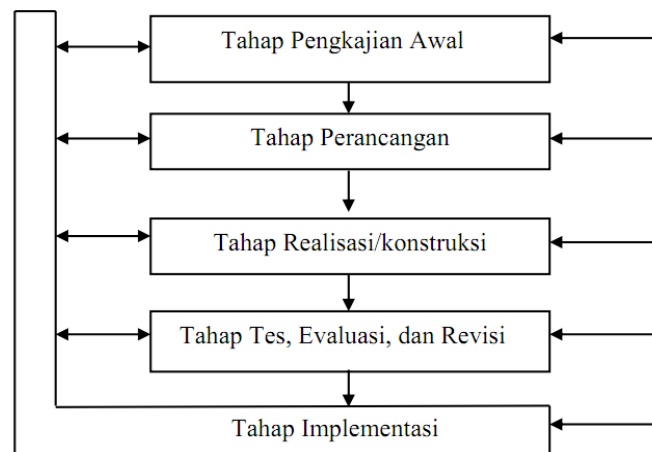 Tahap Pengkajian Awal
Tahap Perancangan
Tahap Realisasi/konstruksi
Tahap Tes, Evaluasi, dan Revisi
Tahap Implementasi